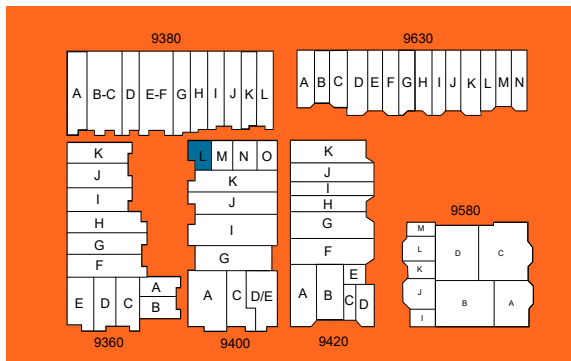 9380
A B-C D E-F G H I J K L
9630
A B C D E F G H I J K L M N
K
J
I
H
G
F
E D C A
B
9360
L M N O
K
J
I
G
A C D/E
9400
K
J
I
H
G
F
E
A B C D
9420
9580
M
L
K
J
I
D C
B A